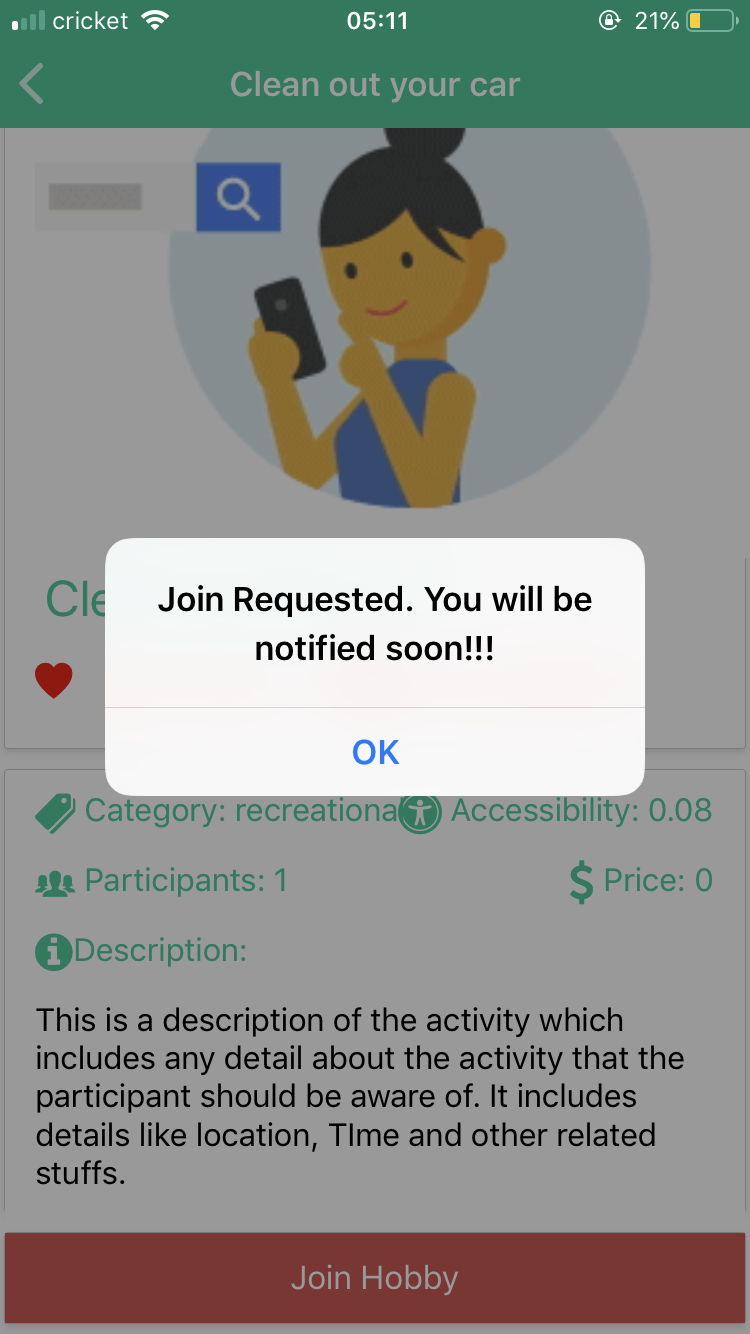 cricket 05:11 21%
Clean out your car
Join Requested. You will be
notified soon!!!
OK
Category: recreational Accessibility: 0.08
Participants: 1 Price: 0
Description:
This is a description of the activity which
includes any detail about the activity that the
participant should be aware of. It includes
details like location, TIme and other related
stuffs.
Join Hobby